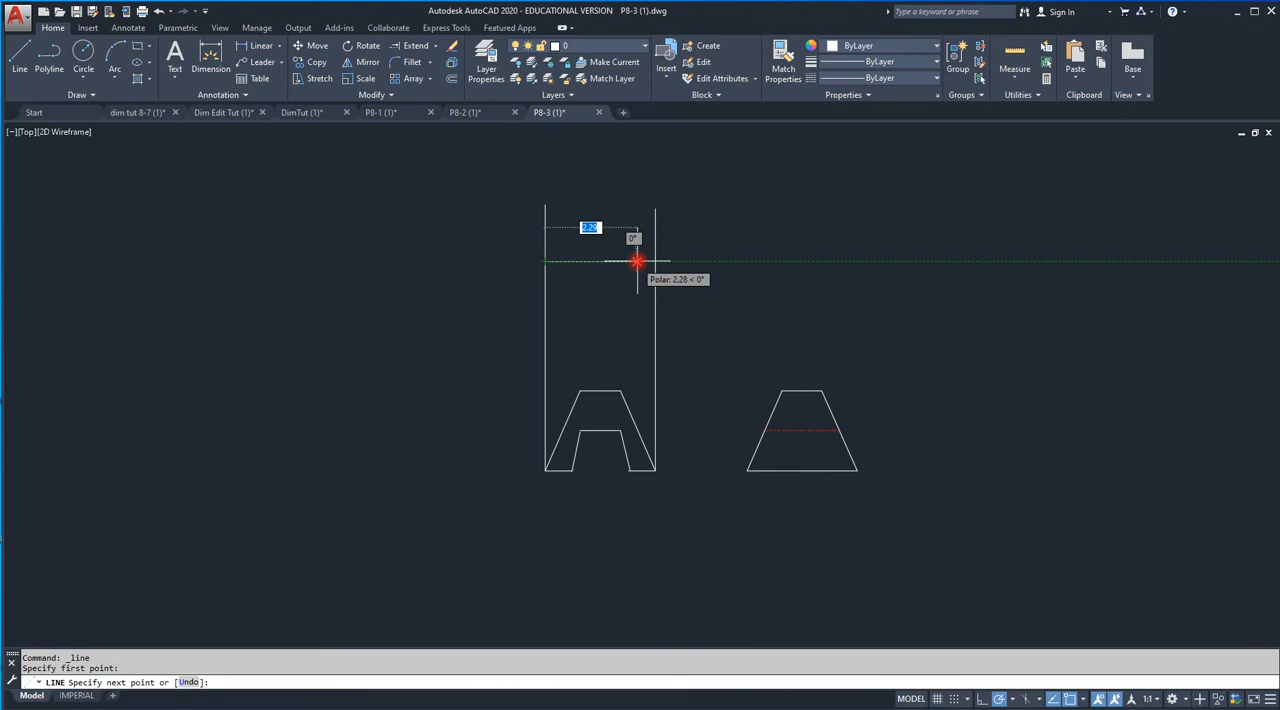 Autodesk AutoCAD 2020 - EDUCATIONAL VERSION P8-3 (1).dwg
Type a keyword or phrase
Sign In
Home Insert Annotate Parametric View Manage Output Add-ins Collaborate Express Tools Featured Apps
Line Polyline Circle Arc Text Dimension Linear Leader Table
Move Rotate Extend
Copy Mirror Fillet
Stretch Scale Array
Layer Properties 0
Make Current
Match Layer
Insert Create
Edit
Edit Attributes
Match Properties ByLayer
ByLayer
ByLayer
Group Measure Paste Base
Draw Annotation Modify Layers Block Properties Groups Utilities Clipboard View
Start dim tut 8-7 (1)* Dim Edit Tut (1)* DimTut (1)* P8-1 (1)* P8-2 (1)* P8-3 (1)*
[−][Top][2D Wireframe]
2.29
0°
Polar: 2.28 < 0°
Command: _line
Specify first point:
LINE Specify next point or [Undo]:
Model IMPERIAL
MODEL 1:1